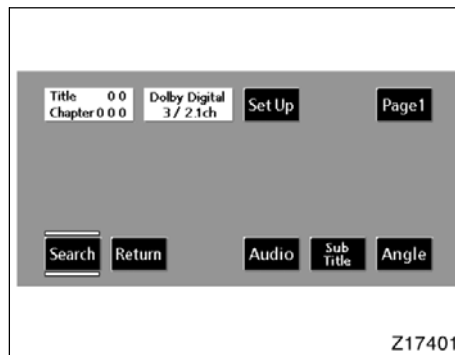 Title 0 0
Chapter 0 0 0
Dolby Digital
3 / 2.1ch
Set Up
Page1
Search
Return
Audio
Sub
Title
Angle
Z17401